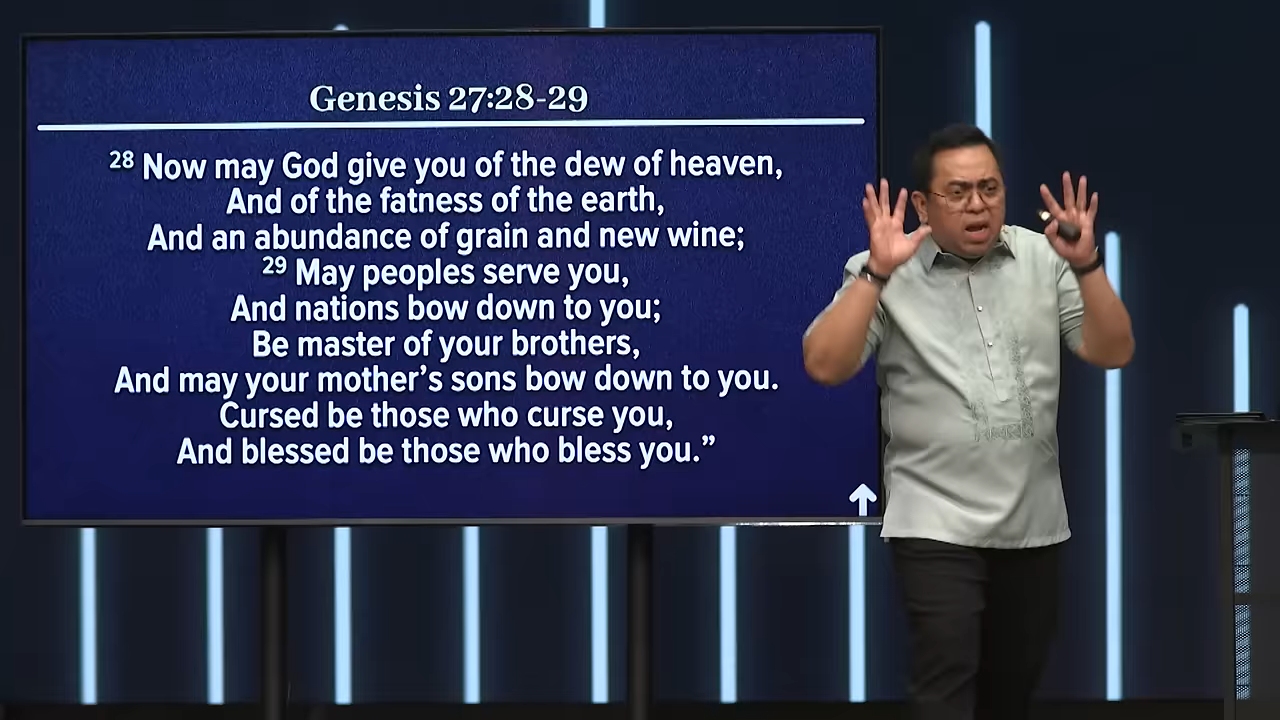 Genesis 27:28-29
28 Now may God give you of the dew of heaven,
And of the fatness of the earth,
And an abundance of grain and new wine;
29 May peoples serve you,
And nations bow down to you;
Be master of your brothers,
And may your mother’s sons bow down to you.
Cursed be those who curse you,
And blessed be those who bless you.”